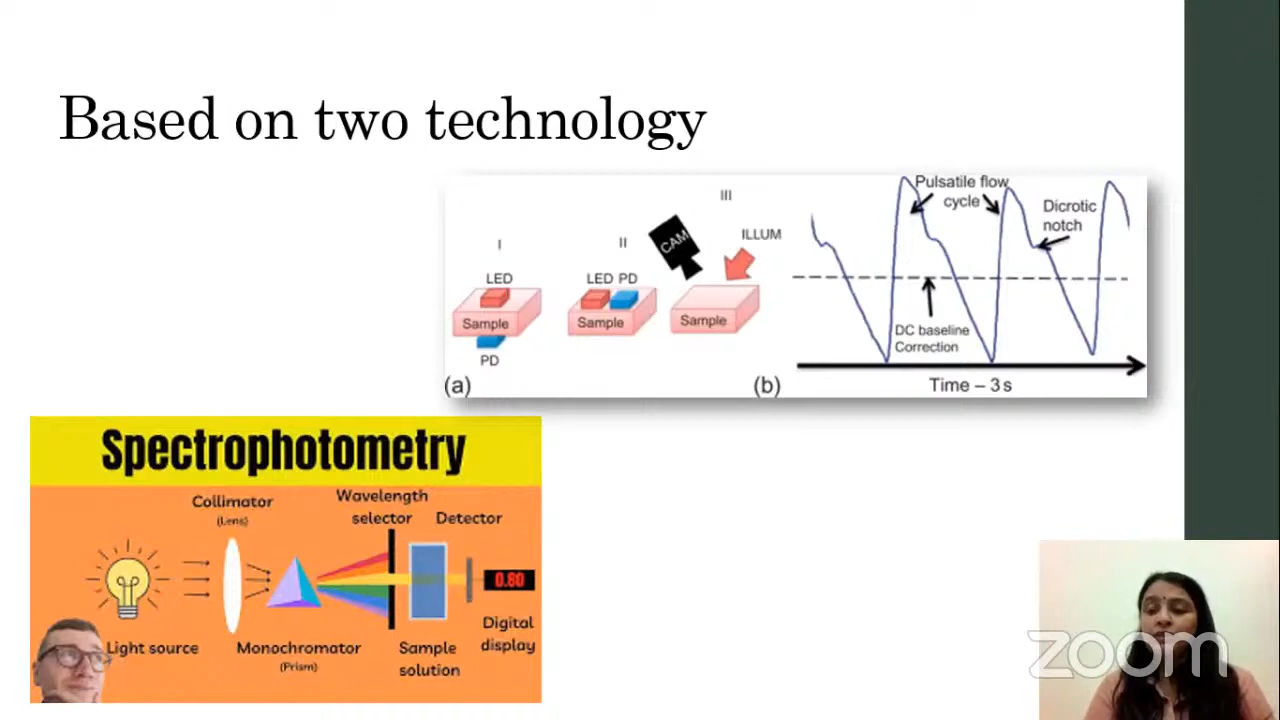 Based on two technology
I
II
III
LED
LED PD
CAM
ILLUM
Sample
Sample
Sample
PD
(a)
Pulsatile flow
cycle
Dicrotic
notch
DC baseline
Correction
(b)
Time – 3 s
Spectrophotometry
Collimator
(Lens)
Wavelength
selector
Detector
0.80
Light source
Monochromator
(Prism)
Sample
solution
Digital
display
zoom